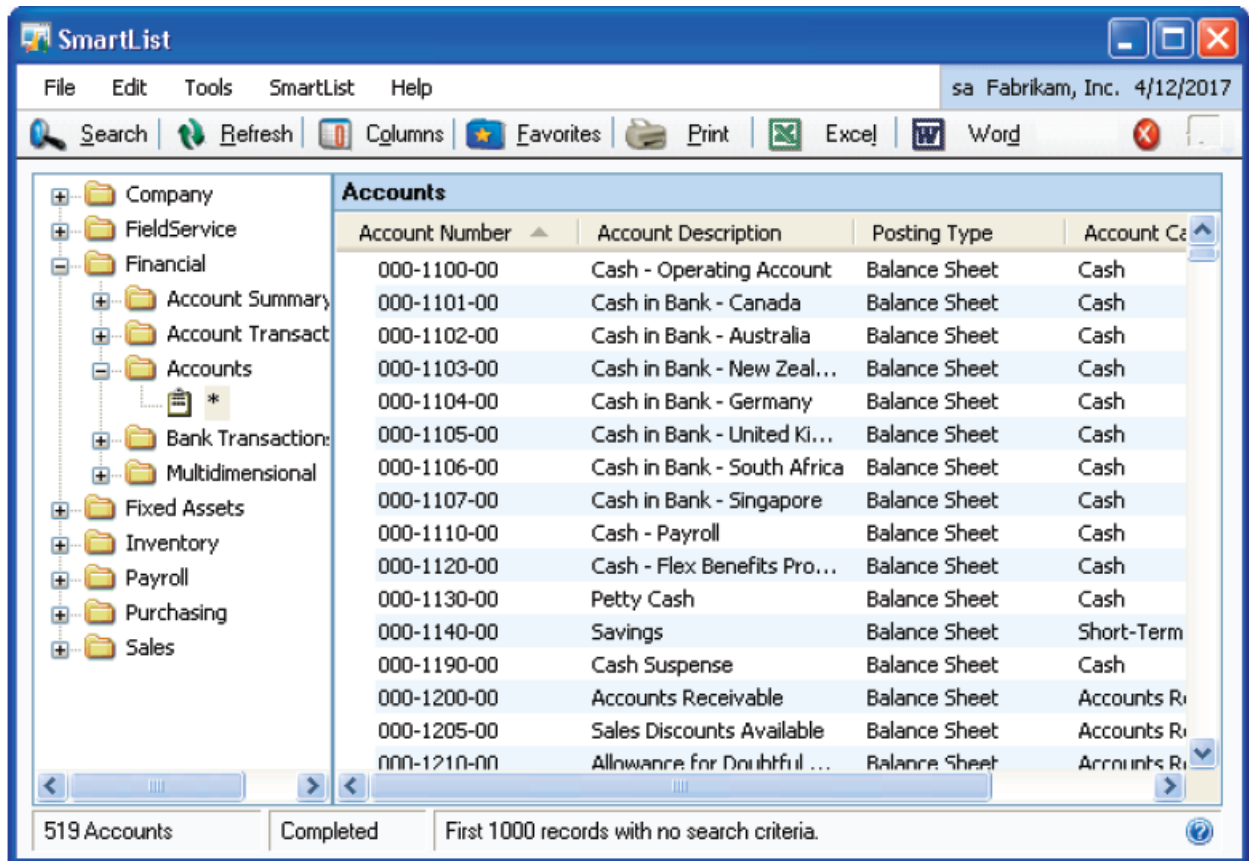 SmartList
File Edit Tools SmartList Help sa Fabrikam, Inc. 4/12/2017
Search Refresh Columns Favorites Print Excel Word
Company
FieldService
Financial
Account Summary
Account Transact
Accounts
*
Bank Transaction
Multidimensional
Fixed Assets
Inventory
Payroll
Purchasing
Sales
Accounts
Account Number Account Description Posting Type Account Ca
000-1100-00 Cash - Operating Account Balance Sheet Cash
000-1101-00 Cash in Bank - Canada Balance Sheet Cash
000-1102-00 Cash in Bank - Australia Balance Sheet Cash
000-1103-00 Cash in Bank - New Zeal... Balance Sheet Cash
000-1104-00 Cash in Bank - Germany Balance Sheet Cash
000-1105-00 Cash in Bank - United Ki... Balance Sheet Cash
000-1106-00 Cash in Bank - South Africa Balance Sheet Cash
000-1107-00 Cash in Bank - Singapore Balance Sheet Cash
000-1110-00 Cash - Payroll Balance Sheet Cash
000-1120-00 Cash - Flex Benefits Pro... Balance Sheet Cash
000-1130-00 Petty Cash Balance Sheet Cash
000-1140-00 Savings Balance Sheet Short-Term
000-1190-00 Cash Suspense Balance Sheet Cash
000-1200-00 Accounts Receivable Balance Sheet Accounts R
000-1205-00 Sales Discounts Available Balance Sheet Accounts R
000-1210-00 Allowance for Doubtful ... Balance Sheet Accounts R
519 Accounts Completed First 1000 records with no search criteria.